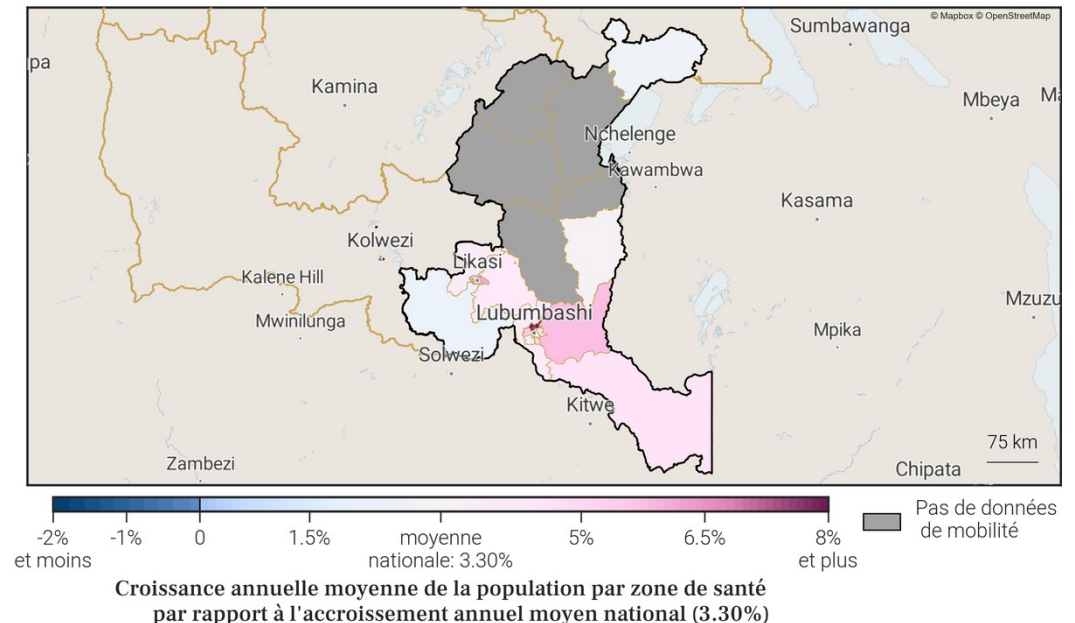 © Mapbox © OpenStreetMap
Sumbawanga
pa
Kamina
Mbeya
Ma
Nchelenge
Kawambwa
Kasama
Kolwezi
Likasi
Kalene Hill
Mzuzu
Lubumbashi
Mwinilunga
Mpika
Solwezi
Kitwe
75 km
Zambezi
Chipata
-2% -1% 0 1.5% moyenne 5% 6.5% 8%
et moins nationale: 3.30% et plus
Pas de données
de mobilité
Croissance annuelle moyenne de la population par zone de santé
par rapport à l'accroissement annuel moyen national (3.30%)